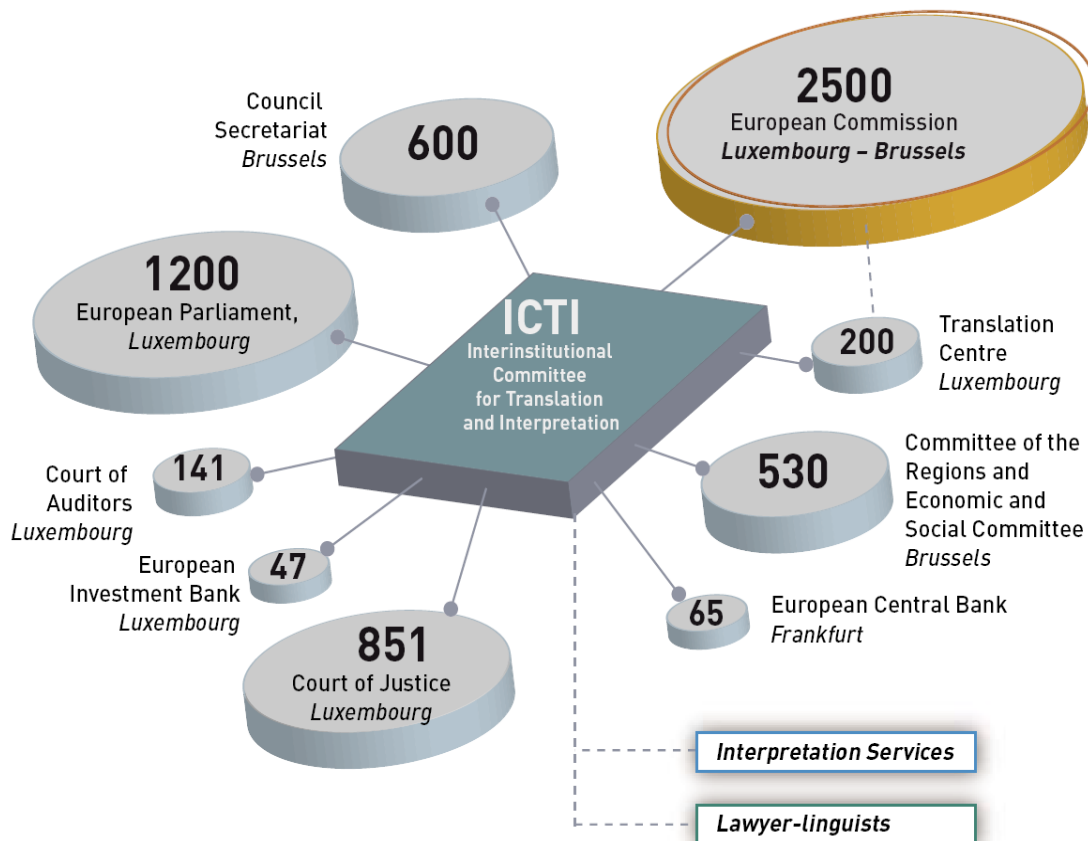 2500
European Commission
Luxembourg – Brussels
Council
Secretariat
Brussels
600
1200
European Parliament,
Luxembourg
ICTI
Interinstitutional
Committee
for Translation
and Interpretation
200
Translation
Centre
Luxembourg
Court of
Auditors
Luxembourg
141
530
Committee of the
Regions and
Economic and
Social Committee
Brussels
European
Investment Bank
Luxembourg
47
65
European Central Bank
Frankfurt
851
Court of Justice
Luxembourg
Interpretation Services
Lawyer-linguists